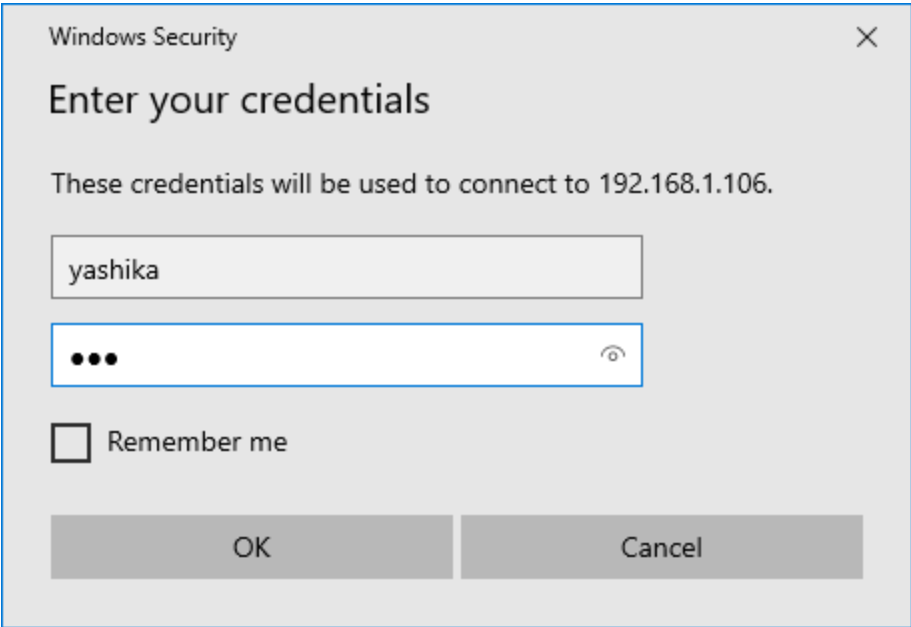 Windows Security
Enter your credentials
These credentials will be used to connect to 192.168.1.106.
yashika
●●●
Remember me
OK
Cancel